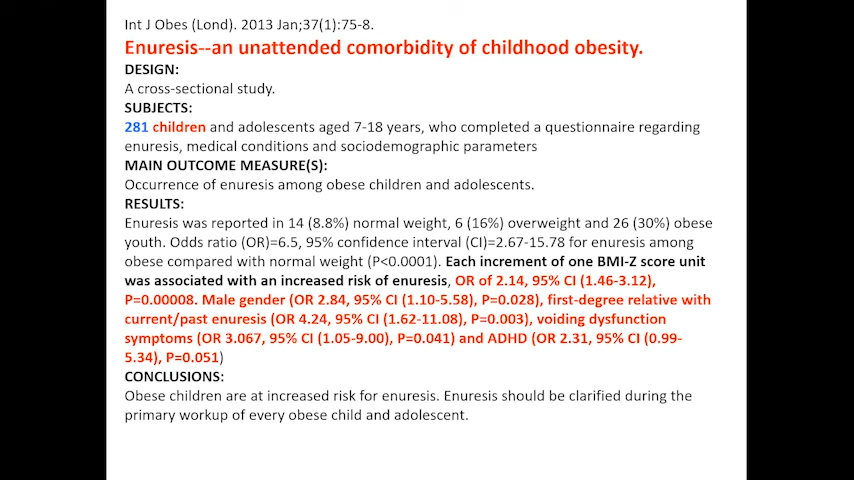 Int J Obes (Lond). 2013 Jan;37(1):75-8.
Enuresis--an unattended comorbidity of childhood obesity.
DESIGN:
A cross-sectional study.
SUBJECTS:
281 children and adolescents aged 7-18 years, who completed a questionnaire regarding
enuresis, medical conditions and sociodemographic parameters
MAIN OUTCOME MEASURE(S):
Occurrence of enuresis among obese children and adolescents.
RESULTS:
Enuresis was reported in 14 (8.8%) normal weight, 6 (16%) overweight and 26 (30%) obese
youth. Odds ratio (OR)=6.5, 95% confidence interval (CI)=2.67-15.78 for enuresis among
obese compared with normal weight (P<0.0001). Each increment of one BMI-Z score unit
was associated with an increased risk of enuresis, OR of 2.14, 95% CI (1.46-3.12),
P=0.00008. Male gender (OR 2.84, 95% CI (1.10-5.58), P=0.028), first-degree relative with
current/past enuresis (OR 4.24, 95% CI (1.62-11.08), P=0.003), voiding dysfunction
symptoms (OR 3.067, 95% CI (1.05-9.00), P=0.041) and ADHD (OR 2.31, 95% CI (0.99-
5.34), P=0.051)
CONCLUSIONS:
Obese children are at increased risk for enuresis. Enuresis should be clarified during the
primary workup of every obese child and adolescent.